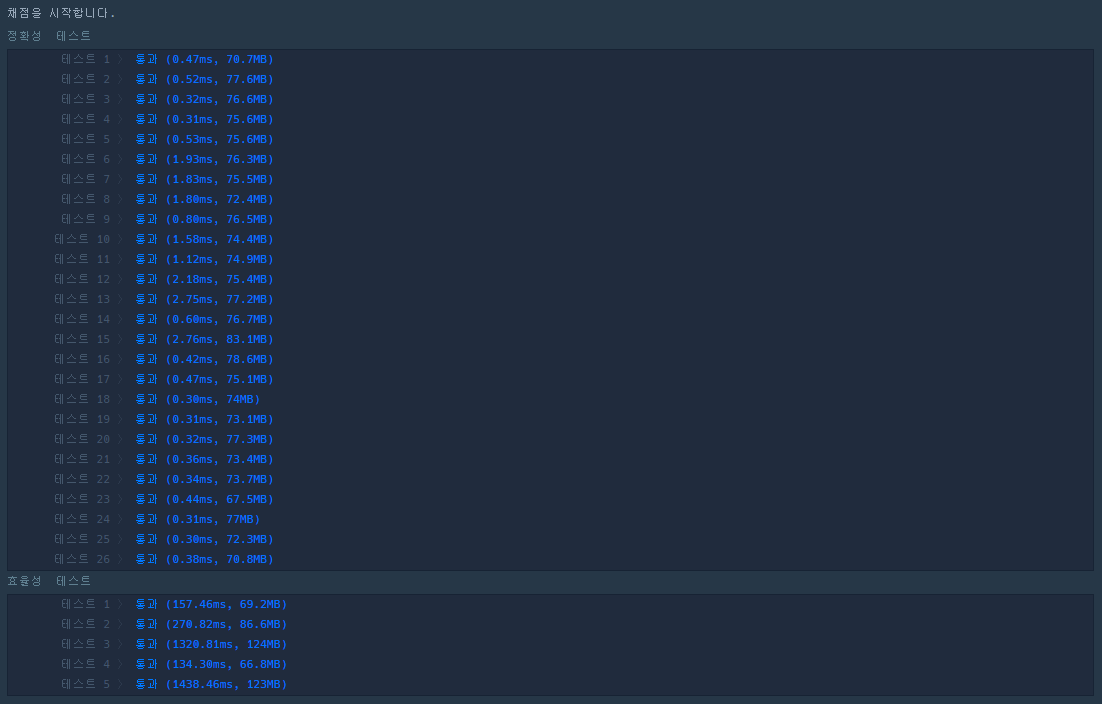 채점을 시작합니다.
정확성 테스트
테스트 1 〉 통과 (0.47ms, 70.7MB)
테스트 2 〉 통과 (0.52ms, 77.6MB)
테스트 3 〉 통과 (0.32ms, 76.6MB)
테스트 4 〉 통과 (0.31ms, 75.6MB)
테스트 5 〉 통과 (0.53ms, 75.6MB)
테스트 6 〉 통과 (1.93ms, 76.3MB)
테스트 7 〉 통과 (1.83ms, 75.5MB)
테스트 8 〉 통과 (1.80ms, 72.4MB)
테스트 9 〉 통과 (0.80ms, 76.5MB)
테스트 10 〉 통과 (1.58ms, 74.4MB)
테스트 11 〉 통과 (1.12ms, 74.9MB)
테스트 12 〉 통과 (2.18ms, 75.4MB)
테스트 13 〉 통과 (2.75ms, 77.2MB)
테스트 14 〉 통과 (0.60ms, 76.7MB)
테스트 15 〉 통과 (2.76ms, 83.1MB)
테스트 16 〉 통과 (0.42ms, 78.6MB)
테스트 17 〉 통과 (0.47ms, 75.1MB)
테스트 18 〉 통과 (0.30ms, 74MB)
테스트 19 〉 통과 (0.31ms, 73.1MB)
테스트 20 〉 통과 (0.32ms, 77.3MB)
테스트 21 〉 통과 (0.36ms, 73.4MB)
테스트 22 〉 통과 (0.34ms, 73.7MB)
테스트 23 〉 통과 (0.44ms, 67.5MB)
테스트 24 〉 통과 (0.31ms, 77MB)
테스트 25 〉 통과 (0.30ms, 72.3MB)
테스트 26 〉 통과 (0.38ms, 70.8MB)
효율성 테스트
테스트 1 〉 통과 (157.46ms, 69.2MB)
테스트 2 〉 통과 (270.82ms, 86.6MB)
테스트 3 〉 통과 (1320.81ms, 124MB)
테스트 4 〉 통과 (134.30ms, 66.8MB)
테스트 5 〉 통과 (1438.46ms, 123MB)